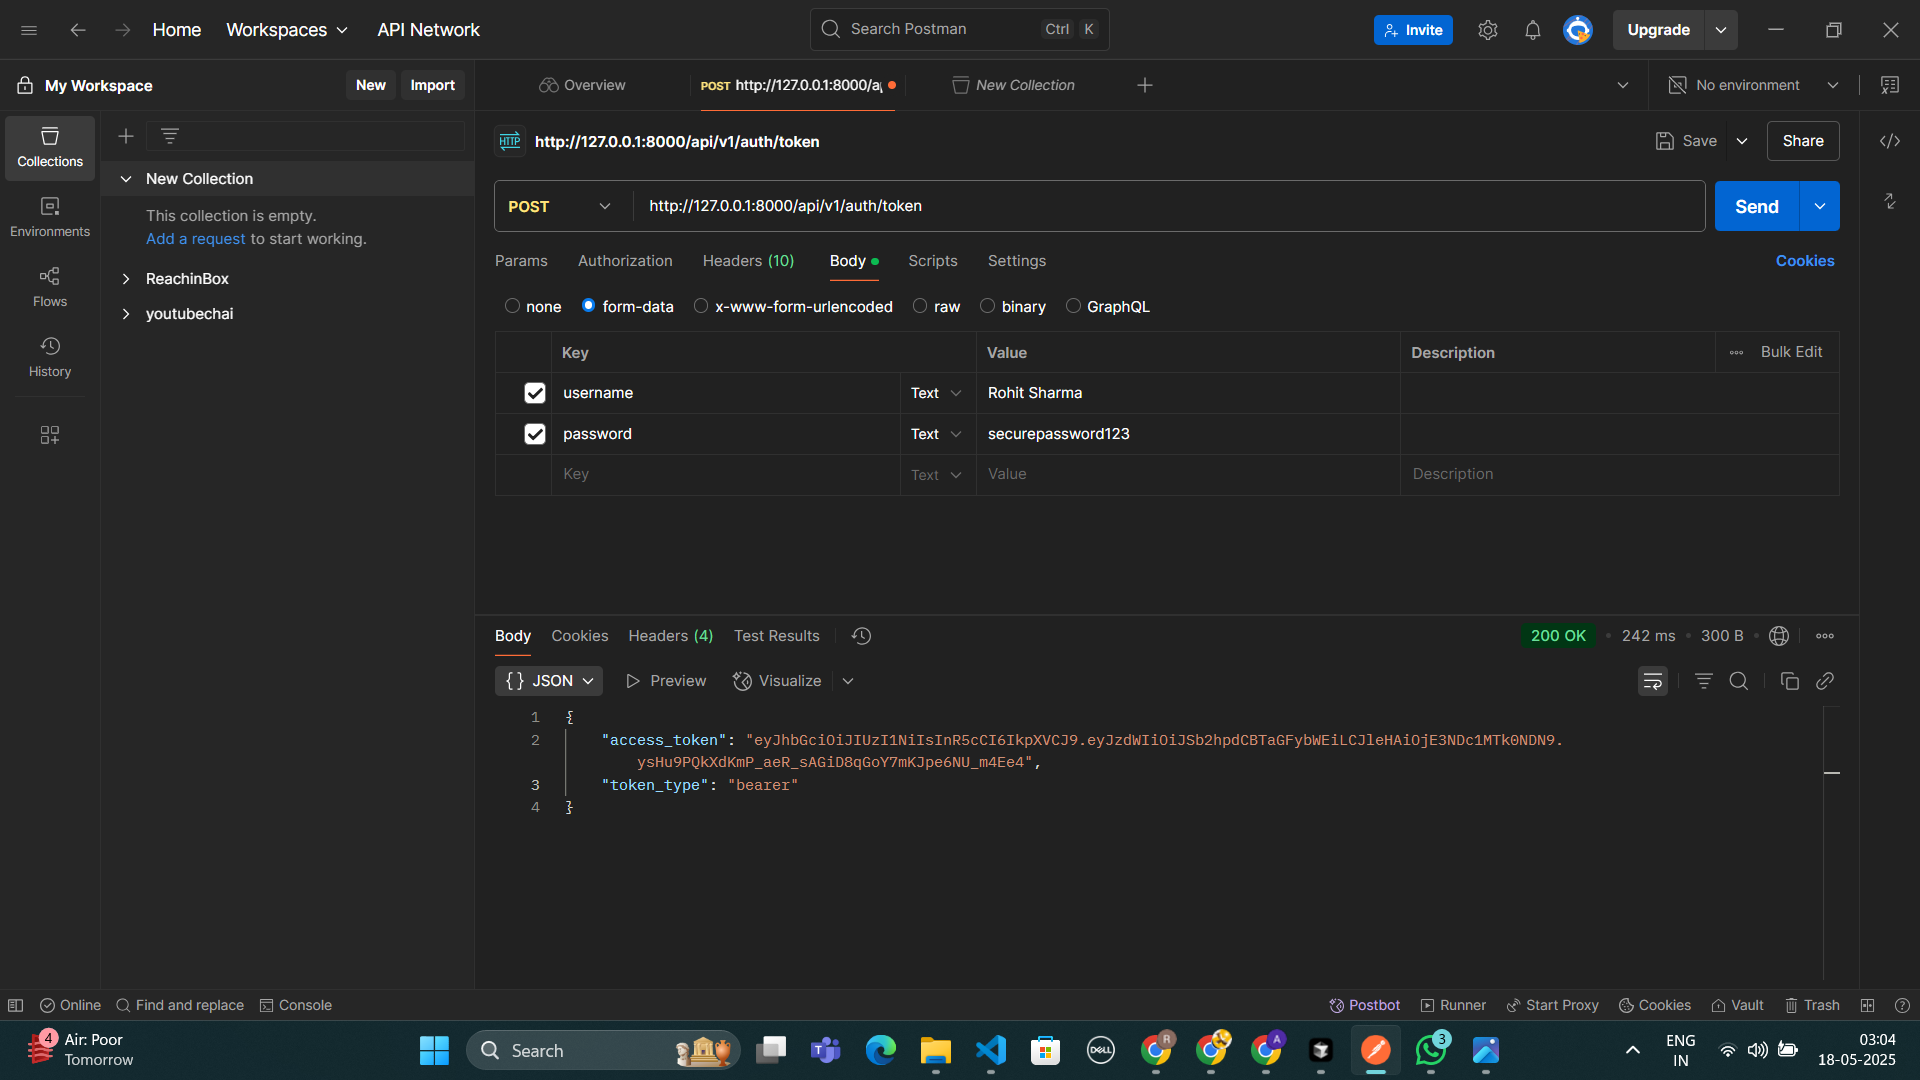 Home
Workspaces
API Network
Search Postman
Ctrl
K
Invite
Upgrade
My Workspace
New
Import
Overview
POST http://127.0.0.1:8000/a
New Collection
No environment
Collections
Environments
Flows
History
New Collection
This collection is empty.
Add a request to start working.
ReachinBox
youtubechai
HTTP
http://127.0.0.1:8000/api/v1/auth/token
Save
Share
POST
http://127.0.0.1:8000/api/v1/auth/token
Send
Params
Authorization
Headers (10)
Body
Scripts
Settings
Cookies
none
form-data
x-www-form-urlencoded
raw
binary
GraphQL
Key
Value
Description
Bulk Edit
username
Text
Rohit Sharma
password
Text
securepassword123
Key
Text
Value
Description
Body
Cookies
Headers (4)
Test Results
200 OK
242 ms
300 B
{} JSON
Preview
Visualize
1 {
2 "access_token": "eyJhbGciOiJIUzI1NiIsInR5cCI6IkpXVCJ9.eyJzdWIiOiJSb2hpdCBTaGFybWEiLCJleHAiOjE3NDc1MTk0NDN9.
ysHu9PQkXdKmP_aeR_sAGiD8qGoY7mKJpe6NU_m4Ee4",
3 "token_type": "bearer"
4 }
Online
Find and replace
Console
Postbot
Runner
Start Proxy
Cookies
Vault
Trash
4
Air: Poor
Tomorrow
Search
DELL
R
A
3
ENG
IN
03:04
18-05-2025